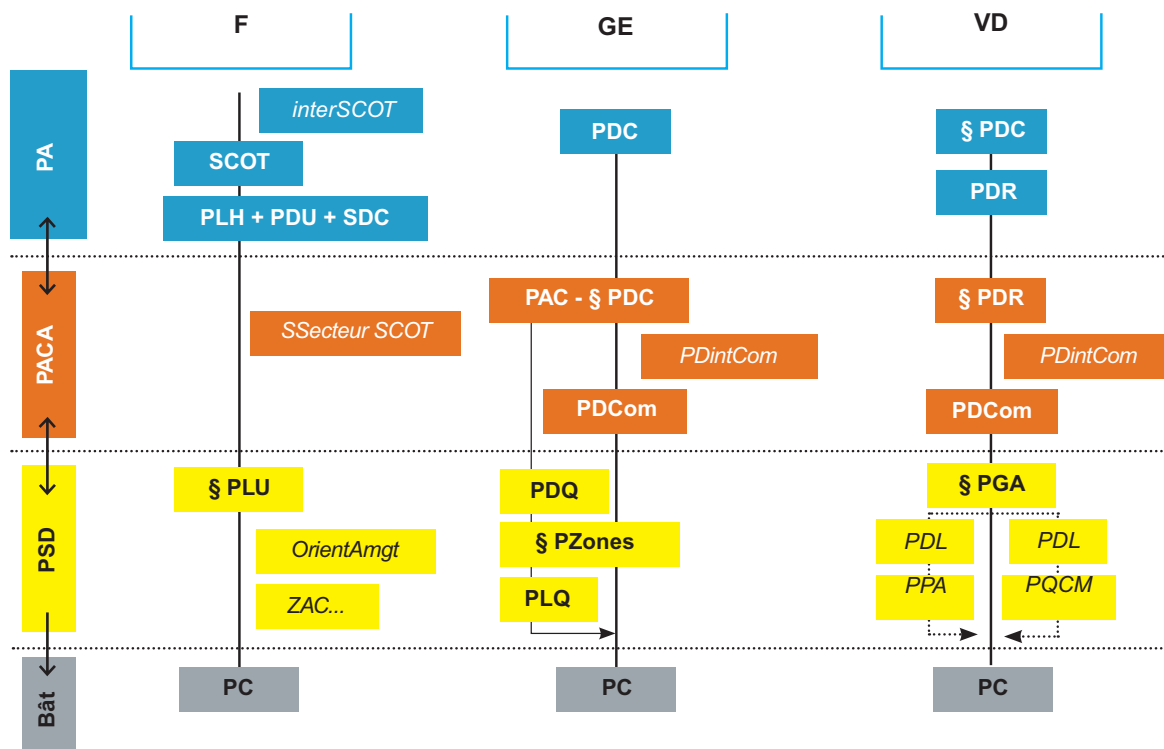 F
GE
VD
PA
interSCOT
SCOT
PLH + PDU + SDC
PDC
§ PDC
PDR
PACA
SSecteur SCOT
PAC - § PDC
PDintCom
PDCom
§ PDR
PDintCom
PDCom
PSD
§ PLU
OrientAmgt
ZAC...
PDQ
§ PZones
PLQ
§ PGA
PDL
PDL
PPA
PQCM
Bât
PC
PC
PC